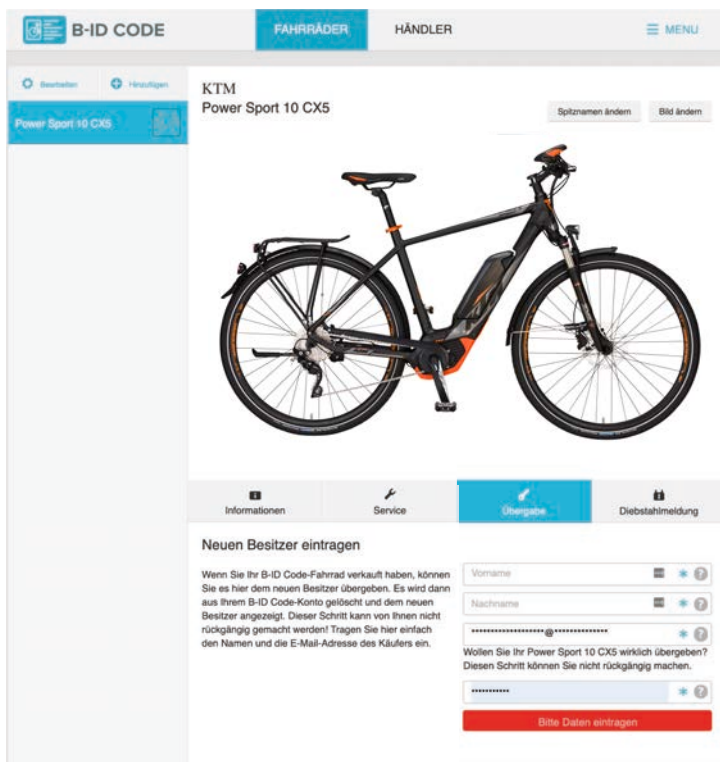 B-ID CODE
FAHRRÄDER
HÄNDLER
MENU
Bearbeiten
Hinzufügen
Power Sport 10 CX5
KTM
Power Sport 10 CX5
Spitznamen ändern
Bild ändern
Informationen
Service
Übergabe
Diebstahlmeldung
Neuen Besitzer eintragen
Wenn Sie Ihr B-ID Code-Fahrrad verkauft haben, können
Sie es hier dem neuen Besitzer übergeben. Es wird dann
aus Ihrem B-ID Code-Konto gelöscht und dem neuen
Besitzer angezeigt. Dieser Schritt kann von Ihnen nicht
rückgängig gemacht werden! Tragen Sie hier einfach
den Namen und die E-Mail-Adresse des Käufers ein.
Vorname
Nachname
•••••••••••••••••••@••••••••••••••
Wollen Sie Ihr Power Sport 10 CX5 wirklich übergeben?
Diesen Schritt können Sie nicht rückgängig machen.
•••••••••••
Bitte Daten eintragen